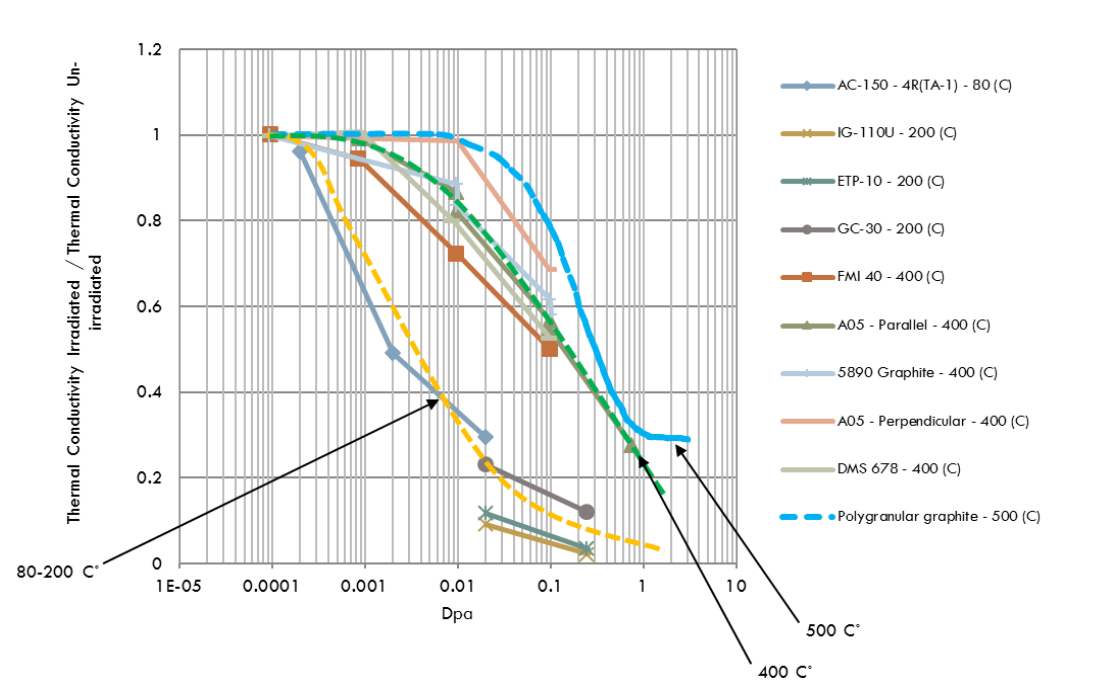 Thermal Conductivity Irradiated / Thermal Conductivity Un-
irradiated
1.2
1
0.8
0.6
0.4
0.2
0
1E-05
0.0001
0.001
0.01
0.1
1
10
Dpa
AC-150 - 4R(TA-1) - 80 (C)
IG-110U - 200 (C)
ETP-10 - 200 (C)
GC-30 - 200 (C)
FMI 40 - 400 (C)
A05 - Parallel - 400 (C)
5890 Graphite - 400 (C)
A05 - Perpendicular - 400 (C)
DMS 678 - 400 (C)
Polygranular graphite - 500 (C)
80-200 C°
500 C°
400 C°